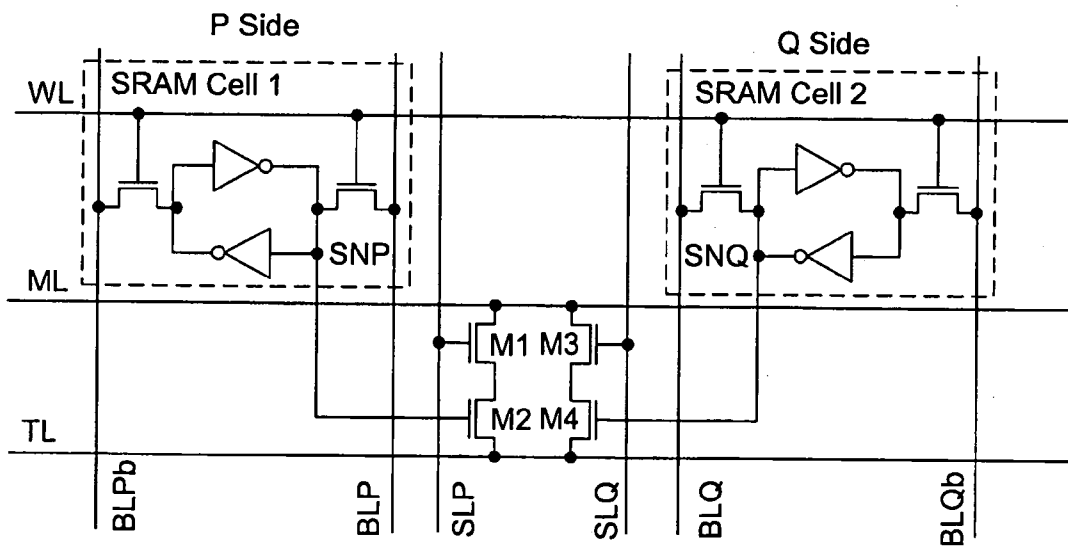 P Side
Q Side
SRAM Cell 1
SRAM Cell 2
WL
SNP
SNQ
ML
M1 M3
M2 M4
TL
BLPb
BLP
SLP
SLQ
BLQ
BLQb